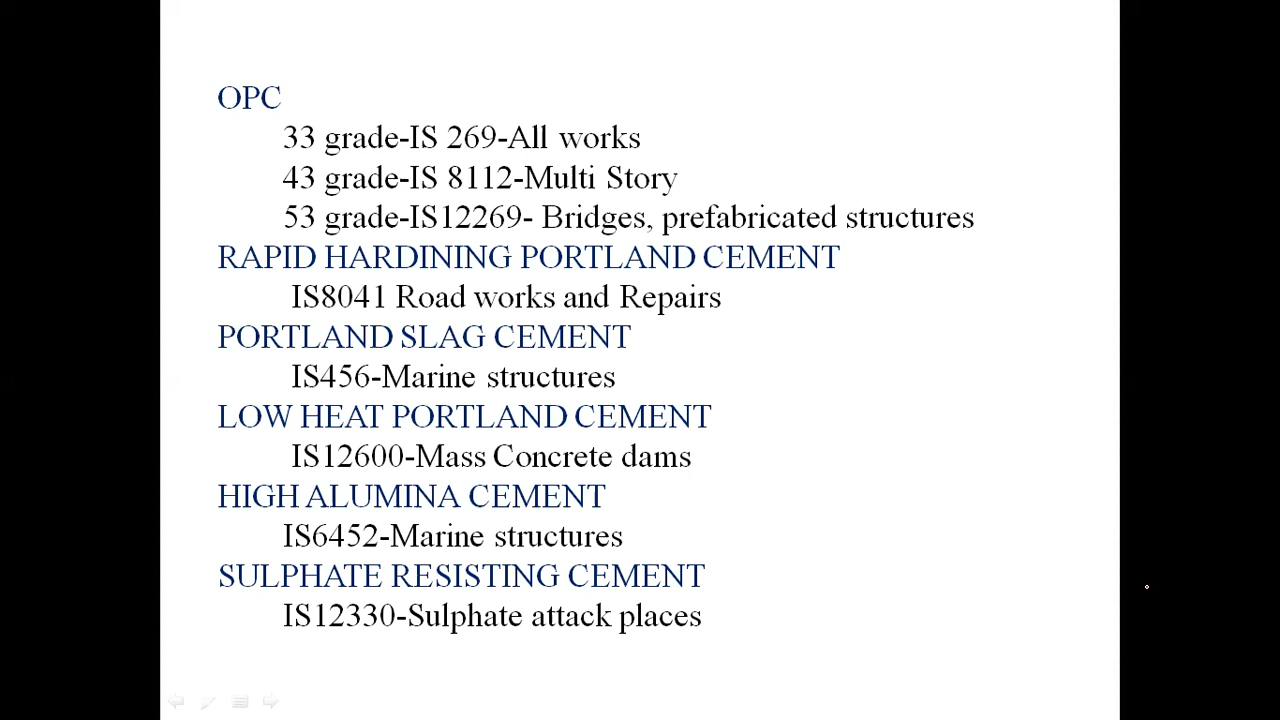 OPC
33 grade-IS 269-All works
43 grade-IS 8112-Multi Story
53 grade-IS12269- Bridges, prefabricated structures
RAPID HARDINING PORTLAND CEMENT
IS8041 Road works and Repairs
PORTLAND SLAG CEMENT
IS456-Marine structures
LOW HEAT PORTLAND CEMENT
IS12600-Mass Concrete dams
HIGH ALUMINA CEMENT
IS6452-Marine structures
SULPHATE RESISTING CEMENT
IS12330-Sulphate attack places